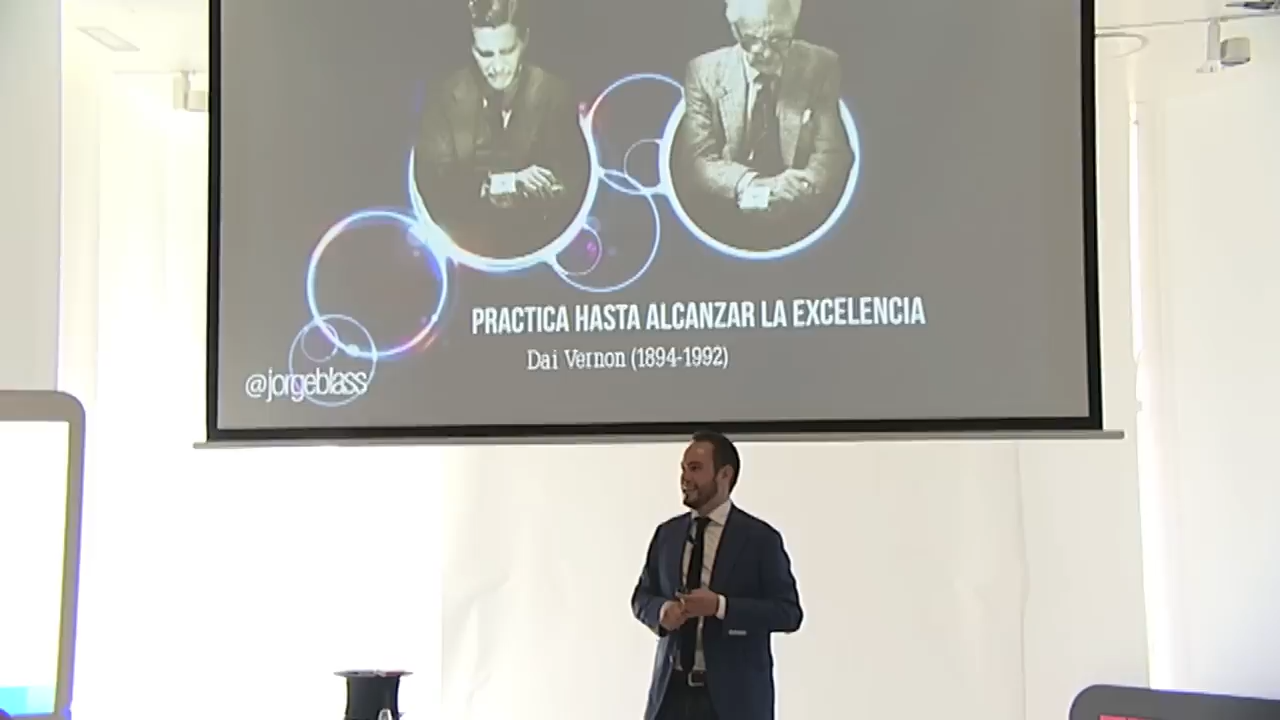 PRACTICA HASTA ALCANZAR LA EXCELENCIA
Dai Vernon (1894-1992)
@jorgeblass